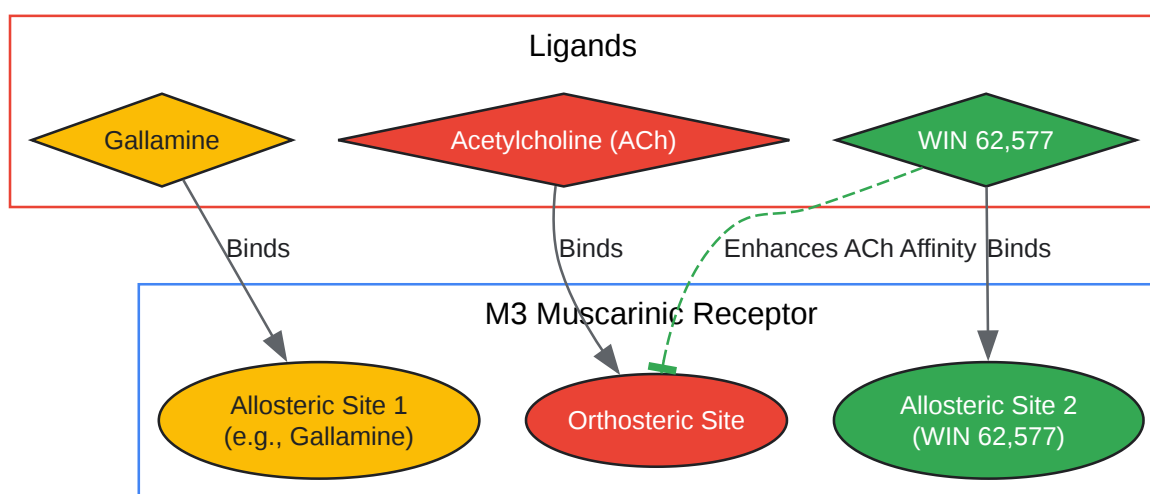 Ligands
Gallamine
Acetylcholine (ACh)
WIN 62,577
Binds
Binds
Enhances ACh Affinity
Binds
M3 Muscarinic Receptor
Allosteric Site 1
(e.g., Gallamine)
Orthosteric Site
Allosteric Site 2
(WIN 62,577)